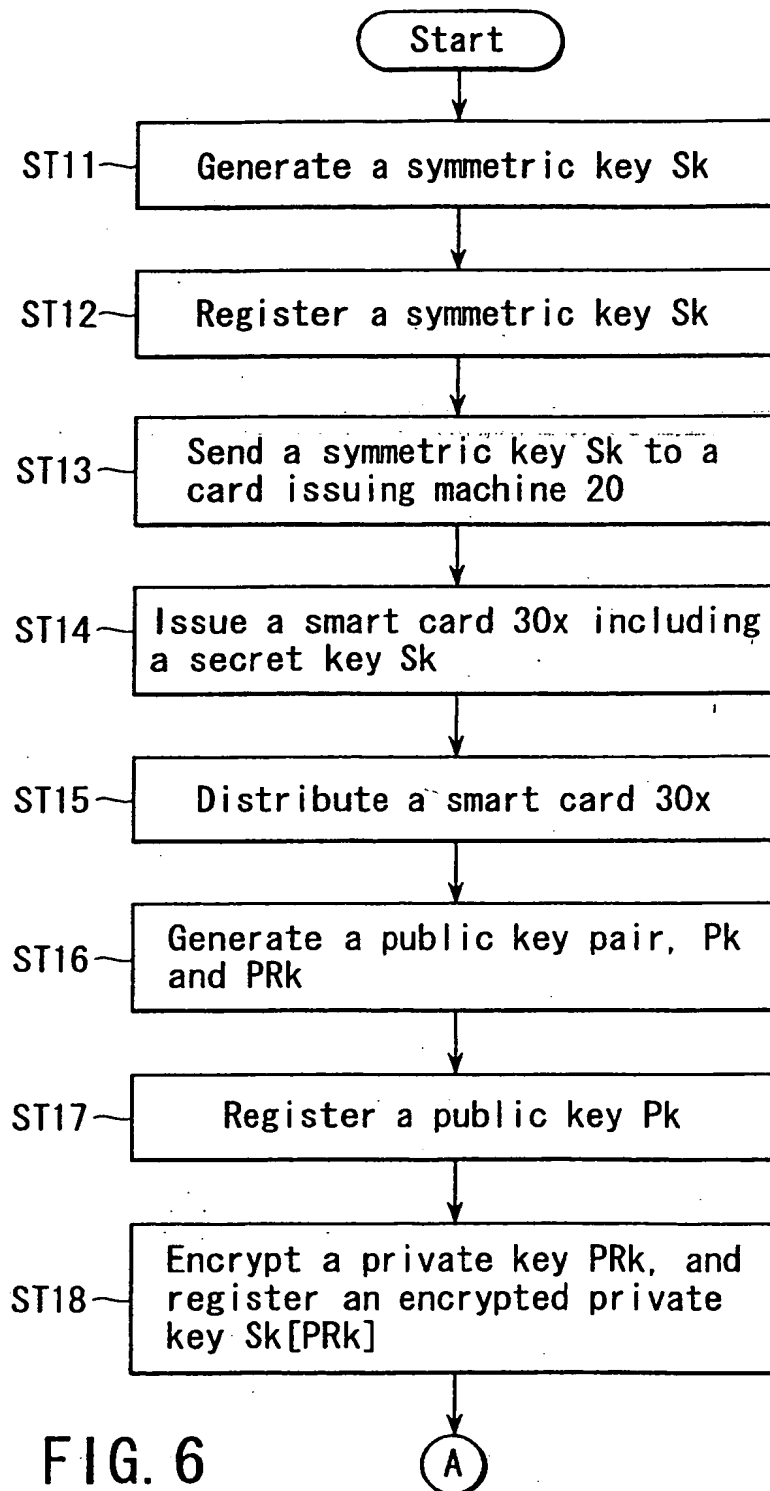 Start
ST11
Generate a symmetric key Sk
ST12
Register a symmetric key Sk
ST13
Send a symmetric key Sk to a
card issuing machine 20
ST14
Issue a smart card 30x including
a secret key Sk
ST15
Distribute a smart card 30x
ST16
Generate a public key pair, Pk
and PRk
ST17
Register a public key Pk
ST18
Encrypt a private key PRk, and
register an encrypted private
key Sk[PRk]
FIG. 6
A